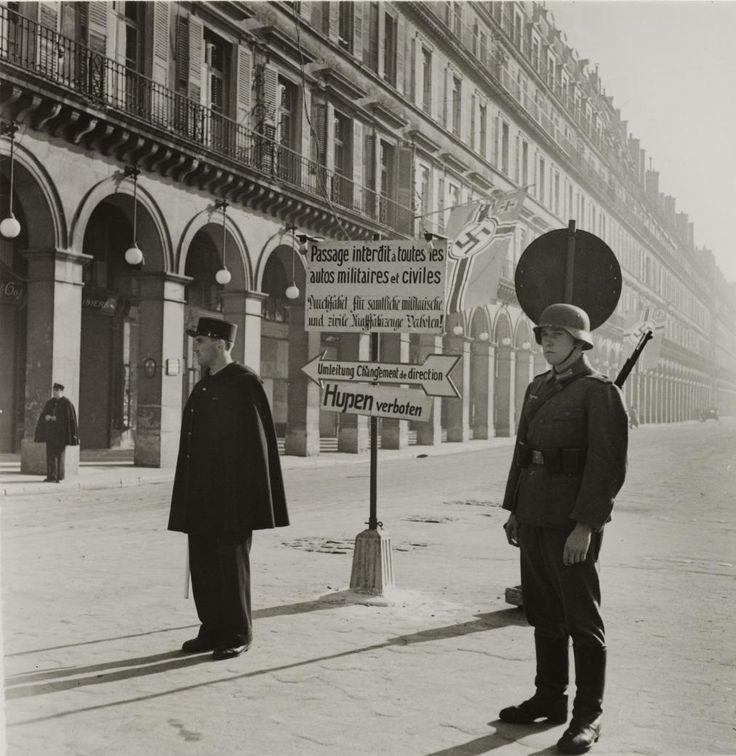 Passage interdit à toutes les
autos militaires et civiles
Durchfahrt für sämtliche militärische
und zivile Kraftfahrzeuge Verboten!
Umleitung Changement de direction
Hupen verboten